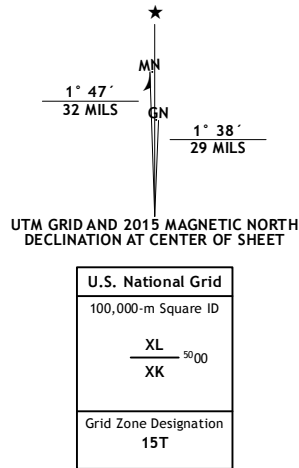 ★
MN
1° 47´
32 MILS
GN
1° 38´
29 MILS
UTM GRID AND 2015 MAGNETIC NORTH
DECLINATION AT CENTER OF SHEET
U.S. National Grid
100,000-m Square ID
XL
5000
XK
Grid Zone Designation
15T